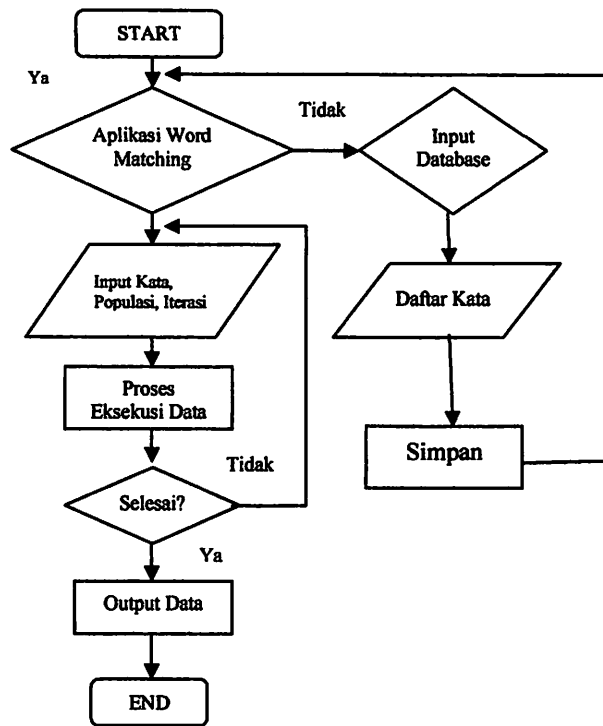 START
Ya
Tidak
Aplikasi Word
Matching
Input
Database
Input Kata,
Populasi, Iterasi
Daftar Kata
Proses
Eksekusi Data
Simpan
Tidak
Selesai?
Ya
Output Data
END